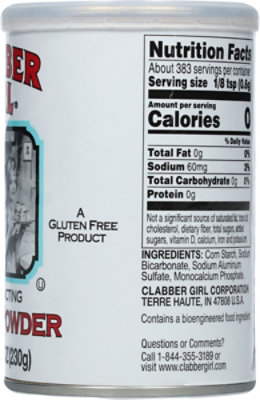 BBER
L®
A
GLUTEN FREE
PRODUCT
ACTING
POWDER
(230g)
Nutrition Facts
About 383 servings per container
Serving size 1/8 tsp (0.6g)
Amount per serving
Calories 0
% Daily Value
Total Fat 0g 0%
Sodium 60mg 3%
Total Carbohydrate 0g 0%
Protein 0g
Not a significant source of saturated fat, trans fat,
cholesterol, dietary fiber, total sugars, added
sugars, vitamin D, calcium, iron and potassium
INGREDIENTS: Corn Starch, Sodium
Bicarbonate, Sodium Aluminum
Sulfate, Monocalcium Phosphate.
CLABBER GIRL CORPORATION
TERRE HAUTE, IN 47808 U.S.A.
Contains a bioengineered food ingredient
Questions or Comments?
Call 1-844-355-3189 or
visit www.clabbergirl.com